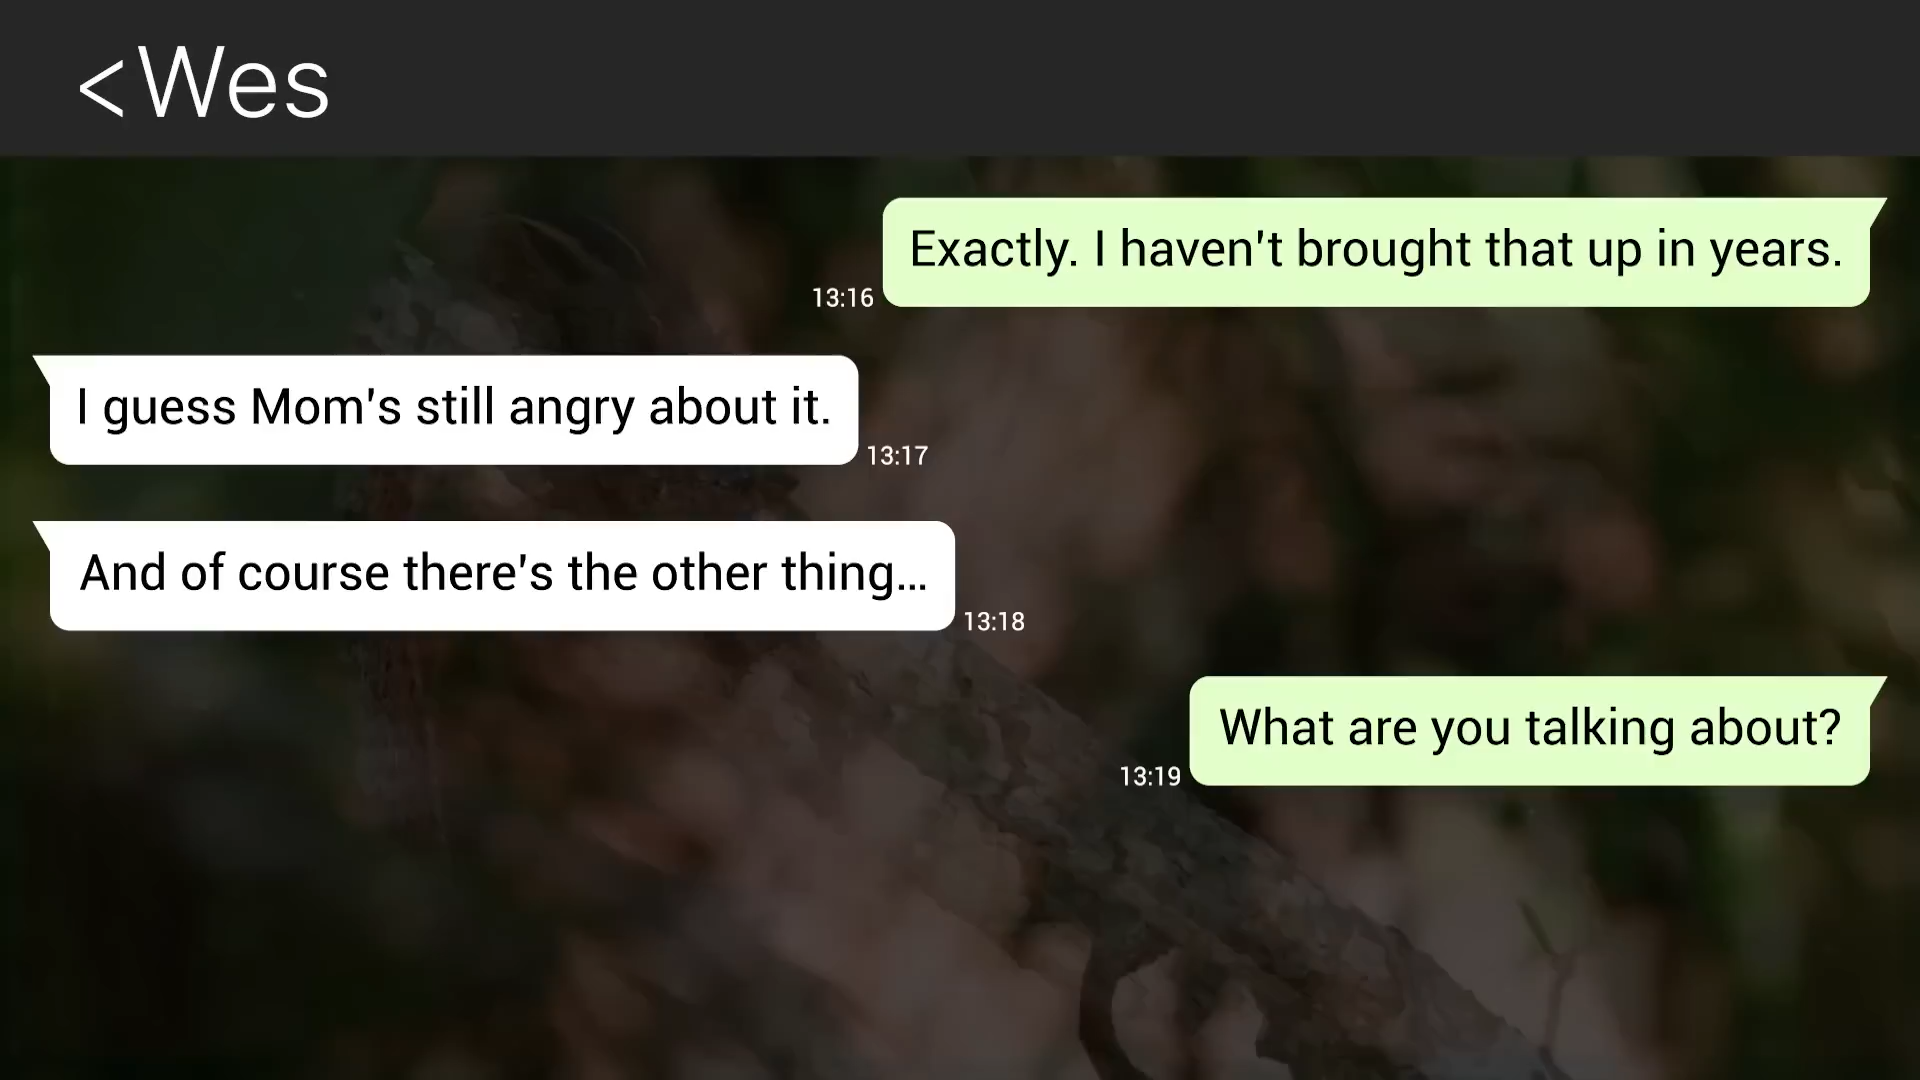 <Wes
Exactly. I haven't brought that up in years.
13:16
I guess Mom's still angry about it.
13:17
And of course there's the other thing...
13:18
What are you talking about?
13:19